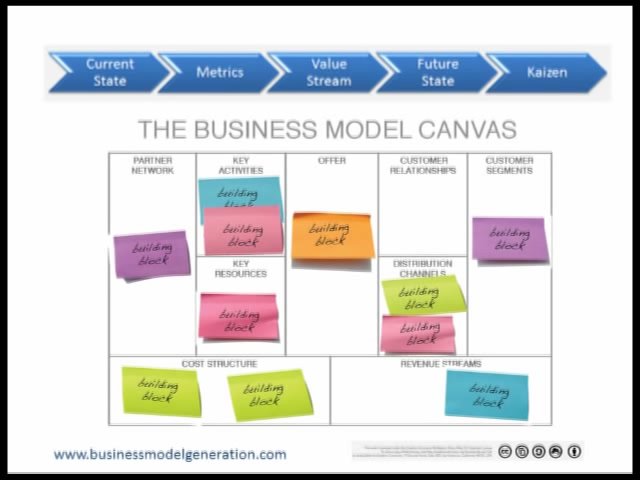 Current
State
Metrics
Value
Stream
Future
State
Kaizen
THE BUSINESS MODEL CANVAS
PARTNER
NETWORK
KEY
ACTIVITIES
OFFER
CUSTOMER
RELATIONSHIPS
CUSTOMER
SEGMENTS
building
block
building
block
building
block
building
block
building
block
KEY
RESOURCES
building
block
DISTRIBUTION
CHANNELS
building
block
building
block
COST STRUCTURE
REVENUE STREAMS
building
block
building
block
building
block
www.businessmodelgeneration.com